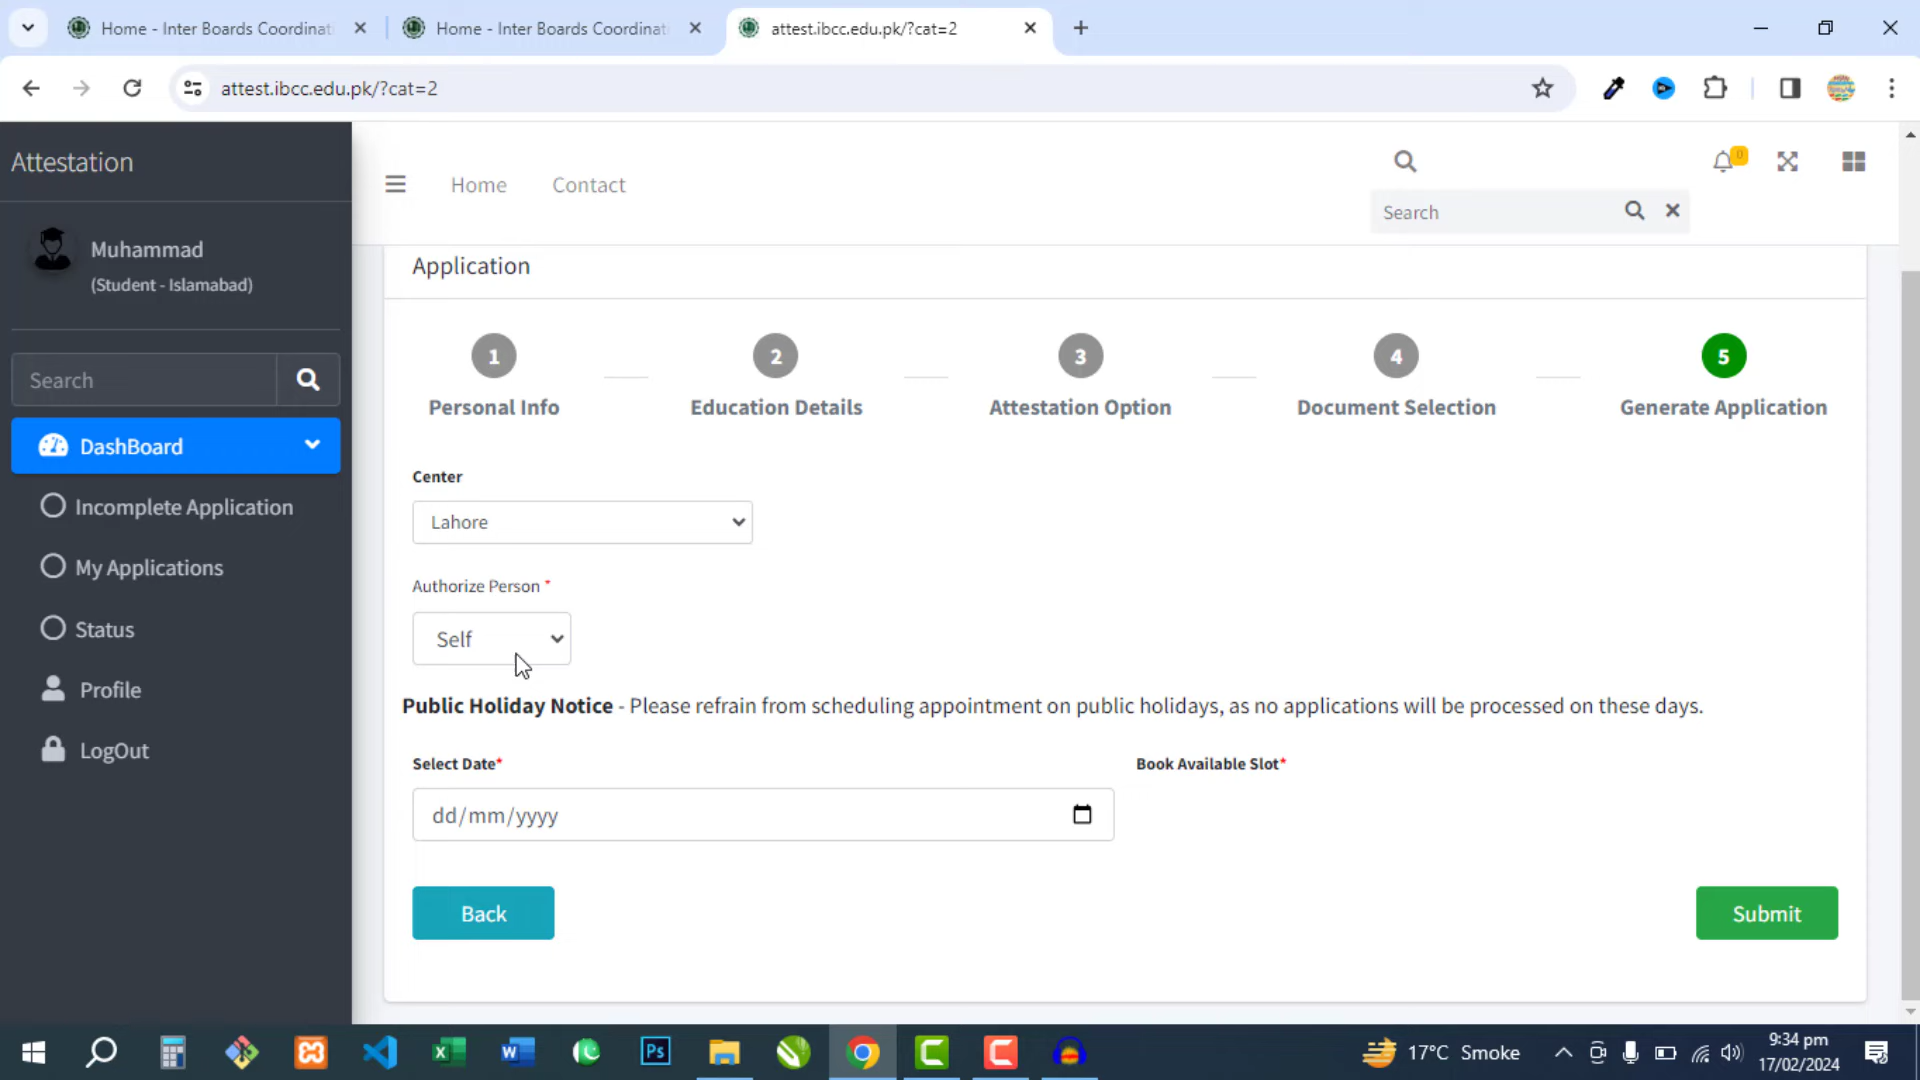 Home - Inter Boards Coordinati
Home - Inter Boards Coordinati
attest.ibcc.edu.pk/?cat=2
attest.ibcc.edu.pk/?cat=2
Attestation
Home
Contact
0
Search
Muhammad
(Student - Islamabad)
Search
DashBoard
Incomplete Application
My Applications
Status
Profile
LogOut
Application
1
2
3
4
5
Personal Info
Education Details
Attestation Option
Document Selection
Generate Application
Center
Lahore
Authorize Person *
Self
Public Holiday Notice - Please refrain from scheduling appointment on public holidays, as no applications will be processed on these days.
Select Date*
Book Available Slot*
dd/mm/yyyy
Back
Submit
Ps
17°C Smoke
9:34 pm
17/02/2024